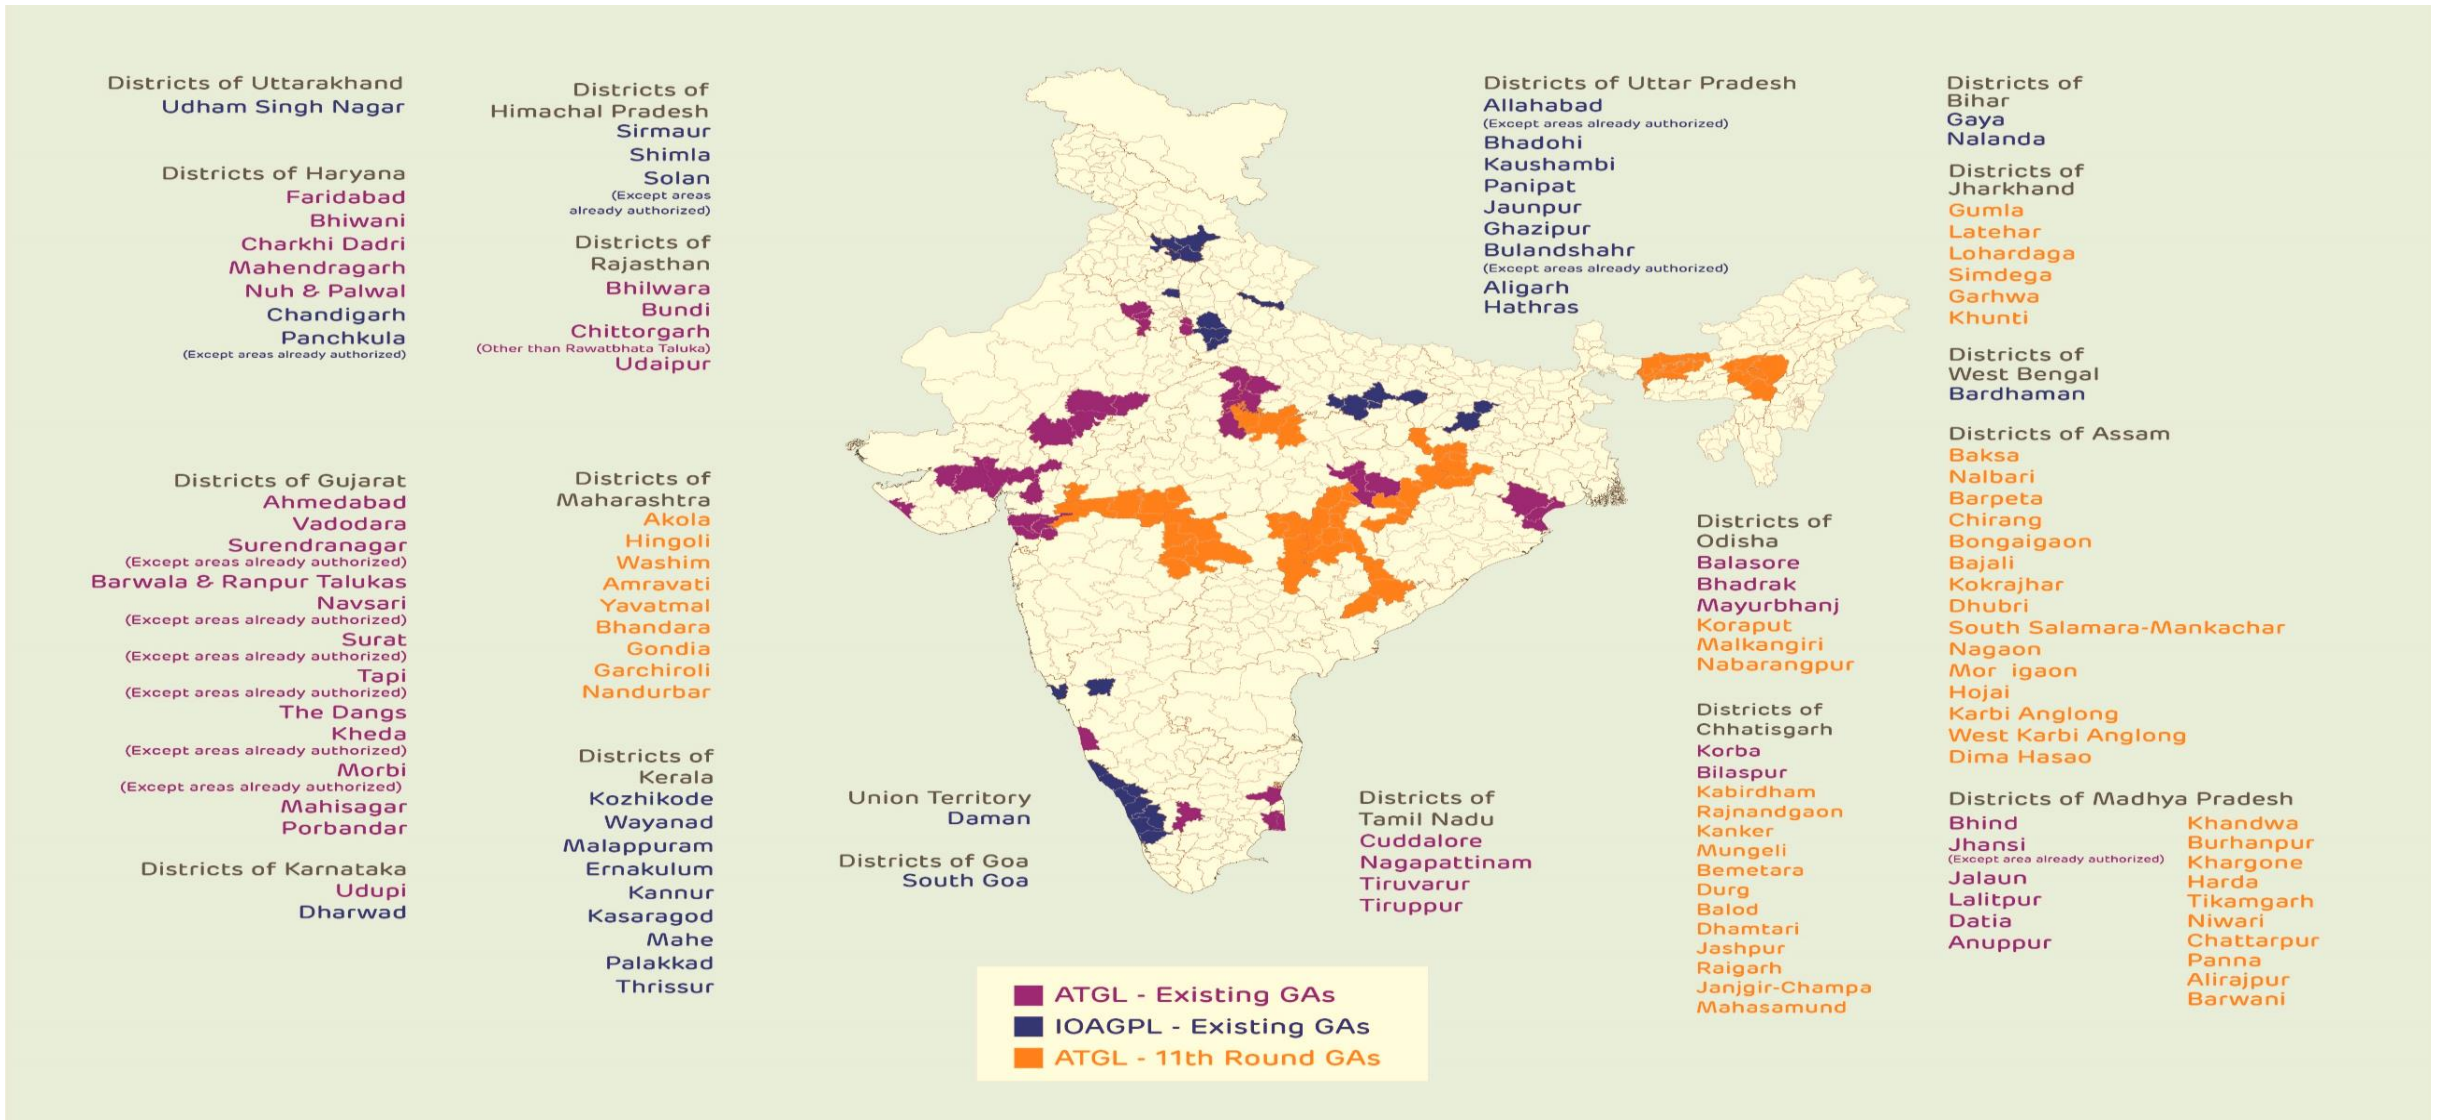 Districts of Uttarakhand
Udham Singh Nagar
Districts of Haryana
Faridabad
Bhiwani
Charkhi Dadri
Mahendragarh
Nuh & Palwal
Chandigarh
Panchkula
(Except areas already authorized)
Districts of Gujarat
Ahmedabad
Vadodara
Surendranagar
(Except areas already authorized)
Barwala & Ranpur Talukas
Navsari
(Except areas already authorized)
Surat
(Except areas already authorized)
Tapi
(Except areas already authorized)
The Dangs
Kheda
(Except areas already authorized)
Morbi
(Except areas already authorized)
Mahisagar
Porbandar
Districts of Karnataka
Udupi
Dharwad
Districts of
Himachal Pradesh
Sirmaur
Shimla
Solan
(Except areas
already authorized)
Districts of
Rajasthan
Bhilwara
Bundi
Chittorgarh
(Other than Rawatbhata Taluka)
Udaipur
Districts of
Maharashtra
Akola
Hingoli
Washim
Amravati
Yavatmal
Bhandara
Gondia
Garchiroli
Nandurbar
Districts of
Kerala
Kozhikode
Wayanad
Malappuram
Ernakulum
Kannur
Kasaragod
Mahe
Palakkad
Thrissur
Union Territory
Daman
Districts of Goa
South Goa
ATGL - Existing GAs
IOAGPL - Existing GAs
ATGL - 11th Round GAs
Districts of
Tamil Nadu
Cuddalore
Nagapattinam
Tiruvarur
Tiruppur
Districts of Uttar Pradesh
Allahabad
(Except areas already authorized)
Bhadohi
Kaushambi
Panipat
Jaunpur
Ghazipur
Bulandshahr
(Except areas already authorized)
Aligarh
Hathras
Districts of
Odisha
Balasore
Bhadrak
Mayurbhanj
Koraput
Malkangiri
Nabarangpur
Districts of
Chhatisgarh
Korba
Bilaspur
Kabirdham
Rajnandgaon
Kanker
Mungeli
Bemetara
Durg
Balod
Dhamtari
Jashpur
Raigarh
Janjgir-Champa
Mahasamund
Districts of
Bihar
Gaya
Nalanda
Districts of
Jharkhand
Gumla
Latehar
Lohardaga
Simdega
Garhwa
Khunti
Districts of
West Bengal
Bardhaman
Districts of Assam
Baksa
Nalbari
Barpeta
Chirang
Bongaigaon
Bajali
Kokrajhar
Dhubri
South Salamara-Mankachar
Nagaon
Mor igaon
Hojai
Karbi Anglong
West Karbi Anglong
Dima Hasao
Districts of Madhya Pradesh
Bhind
Jhansi
(Except area already authorized)
Jalaun
Lalitpur
Datia
Anuppur
Khandwa
Burhanpur
Khargone
Harda
Tikamgarh
Niwari
Chattarpur
Panna
Alirajpur
Barwani